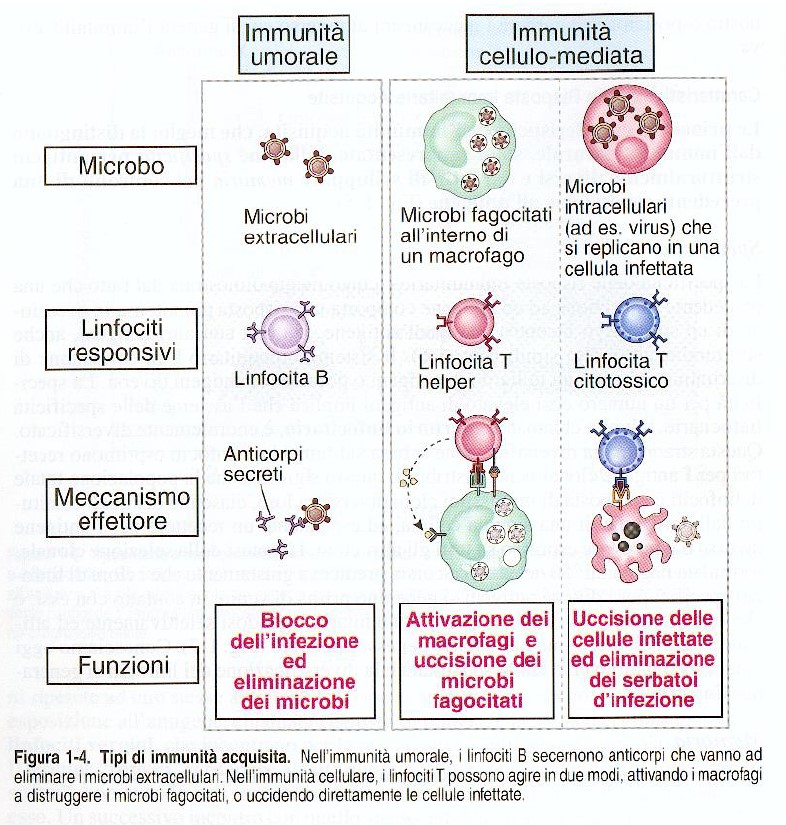 Immunità
umorale
Immunità
cellulo-mediata
Microbo
Microbi
extracellulari
Microbi fagocitati
all'interno di
un macrofago
Microbi
intracellulari
(ad es. virus) che
si replicano in una
cellula infettata
Linfociti
responsivi
Linfocita B
Linfocita T
helper
Linfocita T
citotossico
Meccanismo
effettore
Anticorpi
secreti
Funzioni
Blocco
dell'infezione
ed
eliminazione
dei microbi
Attivazione dei
macrofagi e
uccisione dei
microbi
fagocitati
Uccisione delle
cellule infettate
ed eliminazione
dei serbatoi
d'infezione
Figura 1-4. Tipi di immunità acquisita. Nell'immunità umorale, i linfociti B secernono anticorpi che vanno ad
eliminare i microbi extracellulari. Nell'immunità cellulare, i linfociti T possono agire in due modi, attivando i macrofagi
a distruggere i microbi fagocitati, o uccidendo direttamente le cellule infettate.